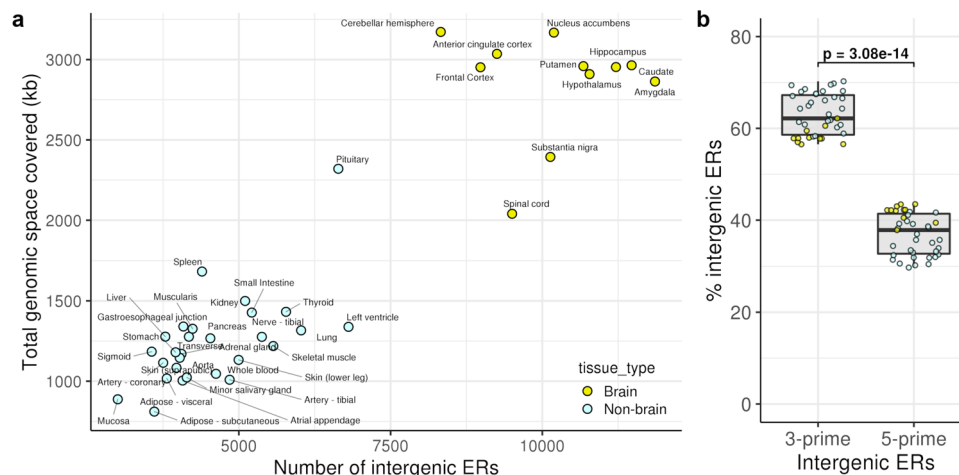 a
Total genomic space covered (kb)
3000
2500
2000
1500
1000
5000
7500
10000
Number of intergenic ERs
Cerebellar hemisphere
Nucleus accumbens
Anterior cingulate cortex
Hippocampus
Putamen
Frontal Cortex
Caudate
Hypothalamus
Amygdala
Substantia nigra
Pituitary
Spinal cord
Spleen
Small Intestine
Liver
Muscularis
Kidney
Thyroid
Gastroesophageal junction
Pancreas
Nerve - tibial
Left ventricle
Stomach
Transverse
Adrenal gland
Lung
Sigmoid
Skeletal muscle
Skin (suprapubic)
Aorta
Whole blood
Skin (lower leg)
Artery - coronary
Minor salivary gland
Adipose - visceral
Artery - tibial
Mucosa
Adipose - subcutaneous
Atrial appendage
tissue_type
Brain
Non-brain
b
% intergenic ERs
80
60
40
20
0
p = 3.08e-14
3-prime
5-prime
Intergenic ERs